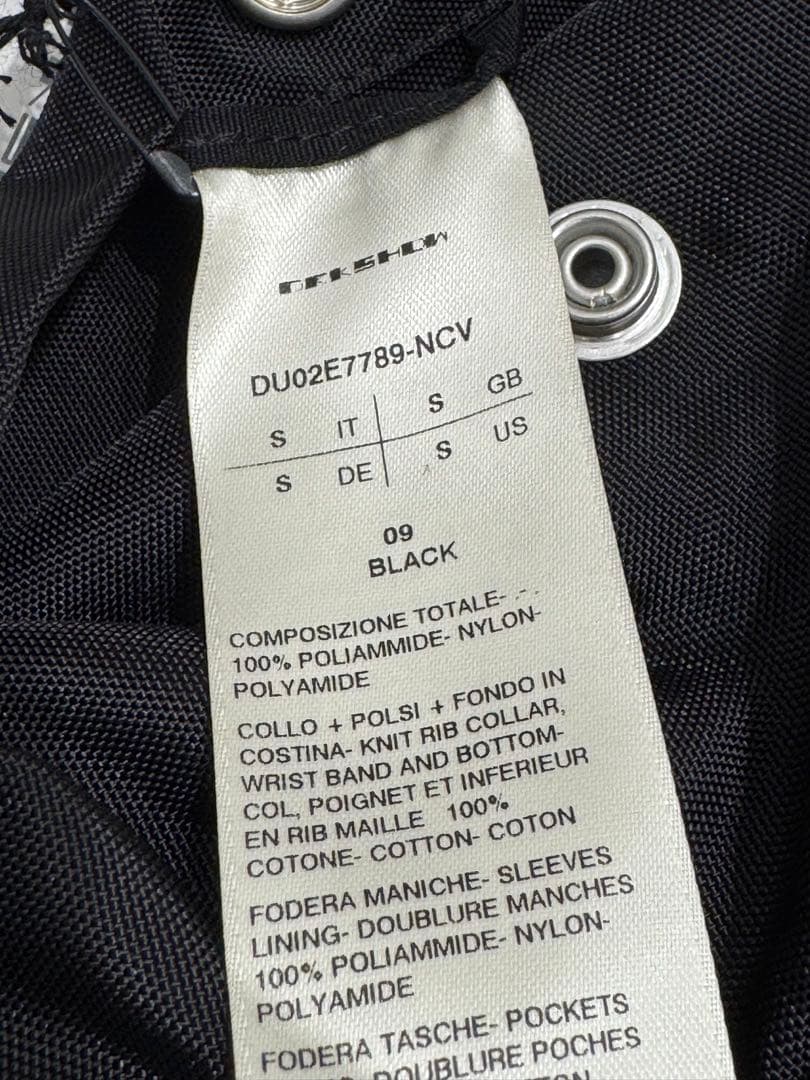 DRKSHDW
DU02E7789-NCV
S IT S GB
S DE S US
09
BLACK
COMPOSIZIONE TOTALE-
100% POLIAMMIDE- NYLON-
POLYAMIDE
COLLO + POLSI + FONDO IN
COSTINA- KNIT RIB COLLAR,
WRIST BAND AND BOTTOM-
COL, POIGNET ET INFERIEUR
EN RIB MAILLE 100%
COTONE- COTTON- COTON
FODERA MANICHE- SLEEVES
LINING- DOUBLURE MANCHES
100% POLIAMMIDE- NYLON-
POLYAMIDE
FODERA TASCHE- POCKETS
DOUBLURE POCHES